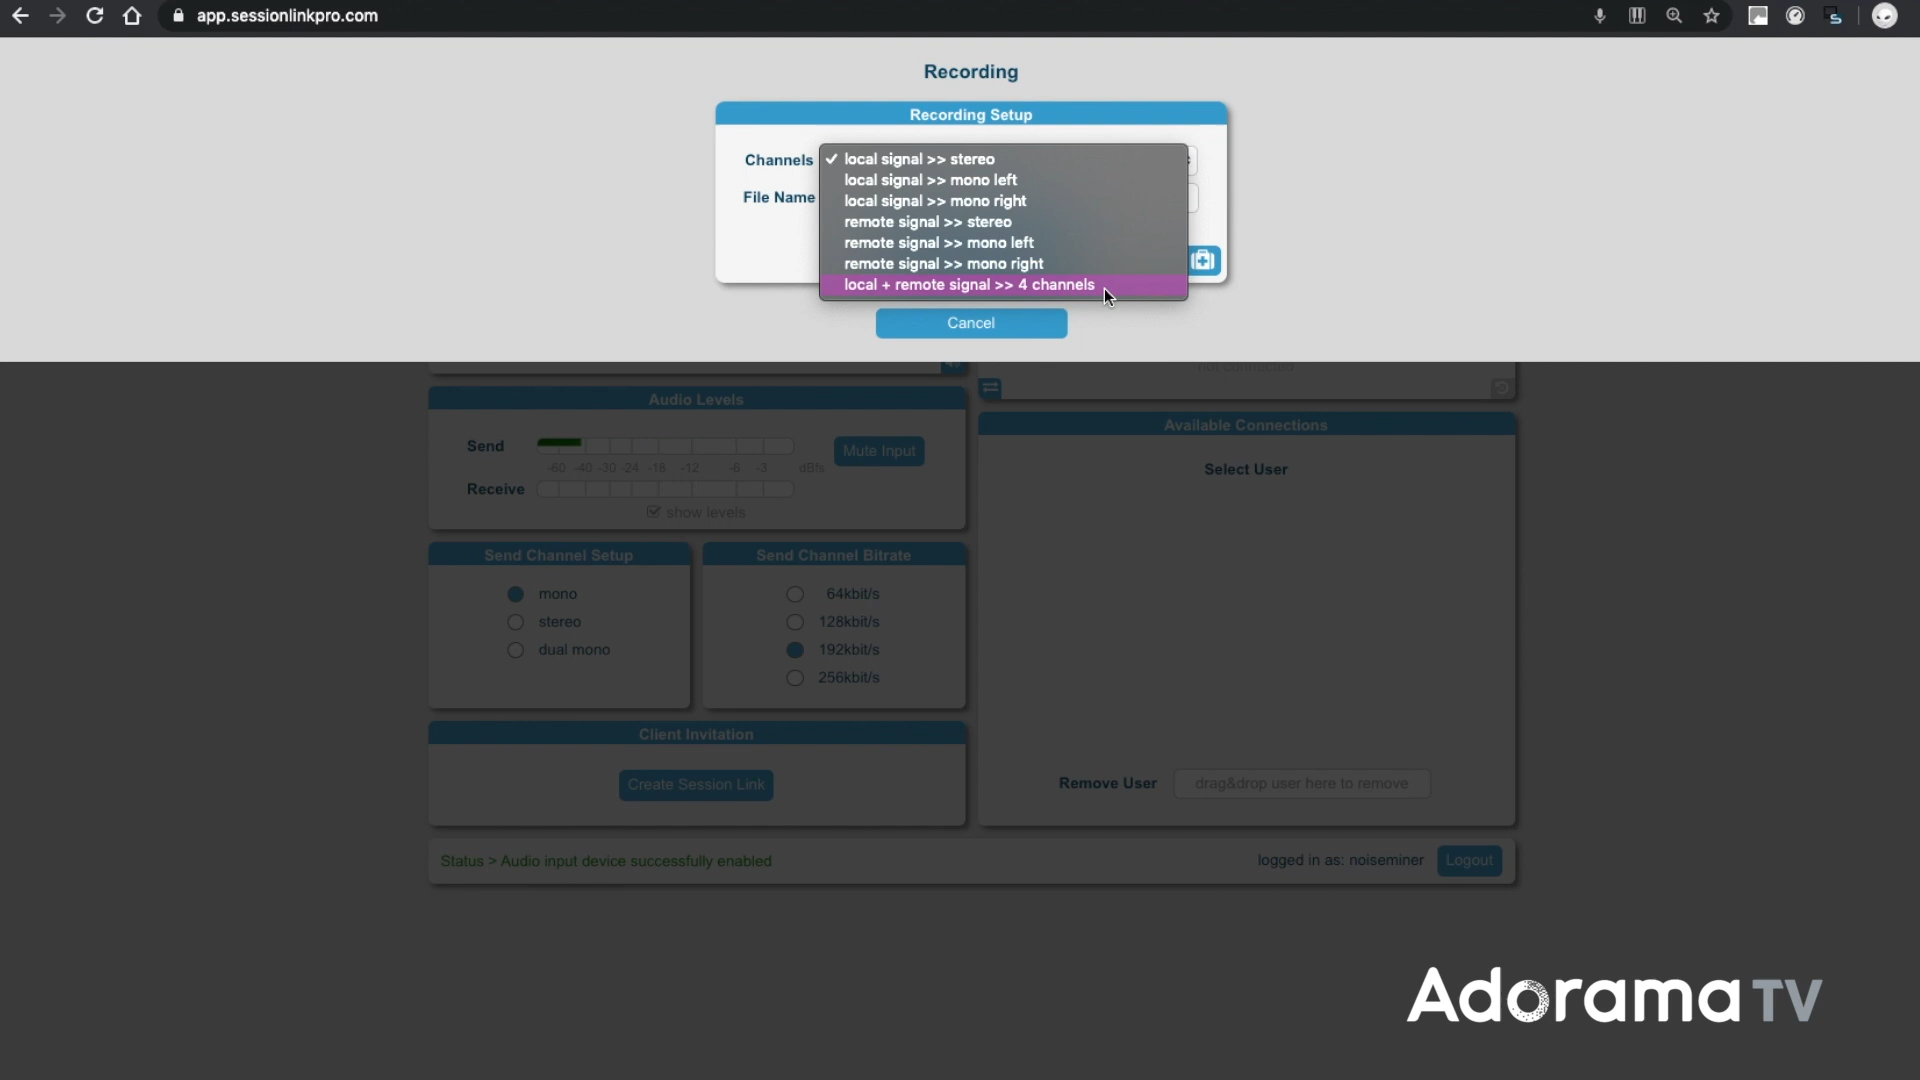 app.sessionlinkpro.com
Recording
Recording Setup
Channels
local signal >> stereo
local signal >> mono left
local signal >> mono right
remote signal >> stereo
remote signal >> mono left
remote signal >> mono right
local + remote signal >> 4 channels
File Name
Cancel
not connected
Audio Levels
Send
Mute Input
-60 -40 -30 -24 -18 -12 -6 -3 dBfs
Receive
show levels
Available Connections
Select User
Send Channel Setup
mono
stereo
dual mono
Send Channel Bitrate
64kbit/s
128kbit/s
192kbit/s
256kbit/s
Client Invitation
Create Session Link
Remove User
drag&drop user here to remove
Status > Audio input device successfully enabled
logged in as: noiseminer
Logout
Adorama TV